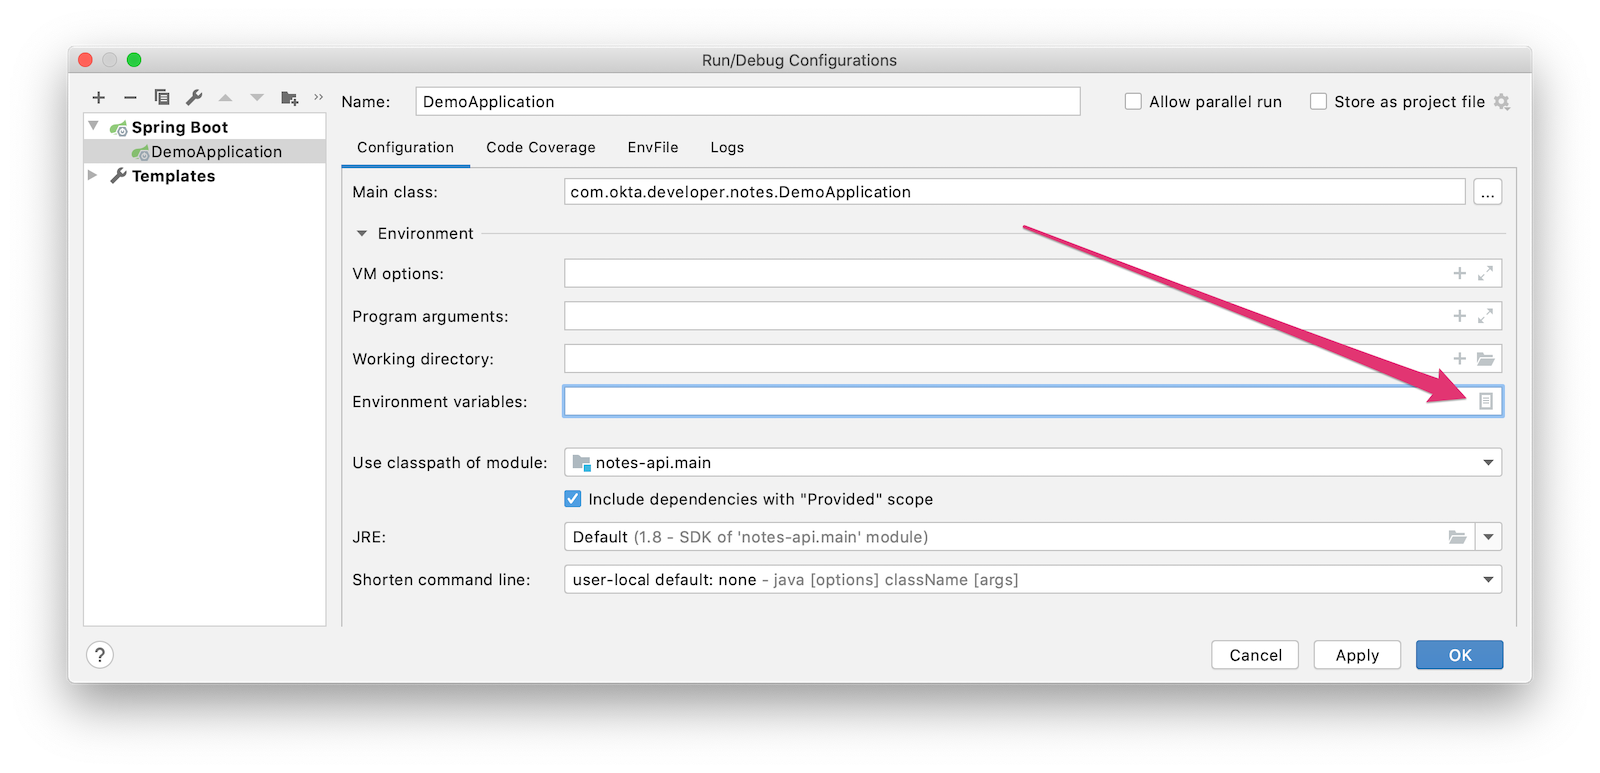 Run/Debug Configurations
Name: DemoApplication Allow parallel run Store as project file
Spring Boot
DemoApplication
Templates
Configuration Code Coverage EnvFile Logs
Main class: com.okta.developer.notes.DemoApplication ...
Environment
VM options:
Program arguments:
Working directory:
Environment variables:
Use classpath of module: notes-api.main
Include dependencies with "Provided" scope
JRE: Default (1.8 - SDK of 'notes-api.main' module)
Shorten command line: user-local default: none - java [options] className [args]
? Cancel Apply OK